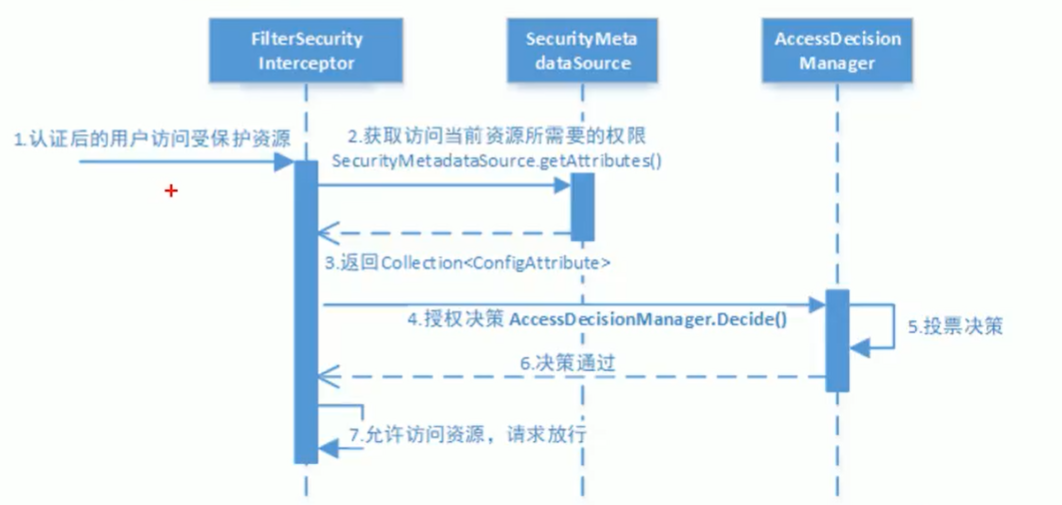 FilterSecurity
Interceptor
SecurityMeta
dataSource
AccessDecision
Manager
1.认证后的用户访问受保护资源
2.获取访问当前资源所需要的权限
SecurityMetadataSource.getAttributes()
3.返回Collection<ConfigAttribute>
4.授权决策 AccessDecisionManager.Decide()
5.投票决策
6.决策通过
7.允许访问资源，请求放行